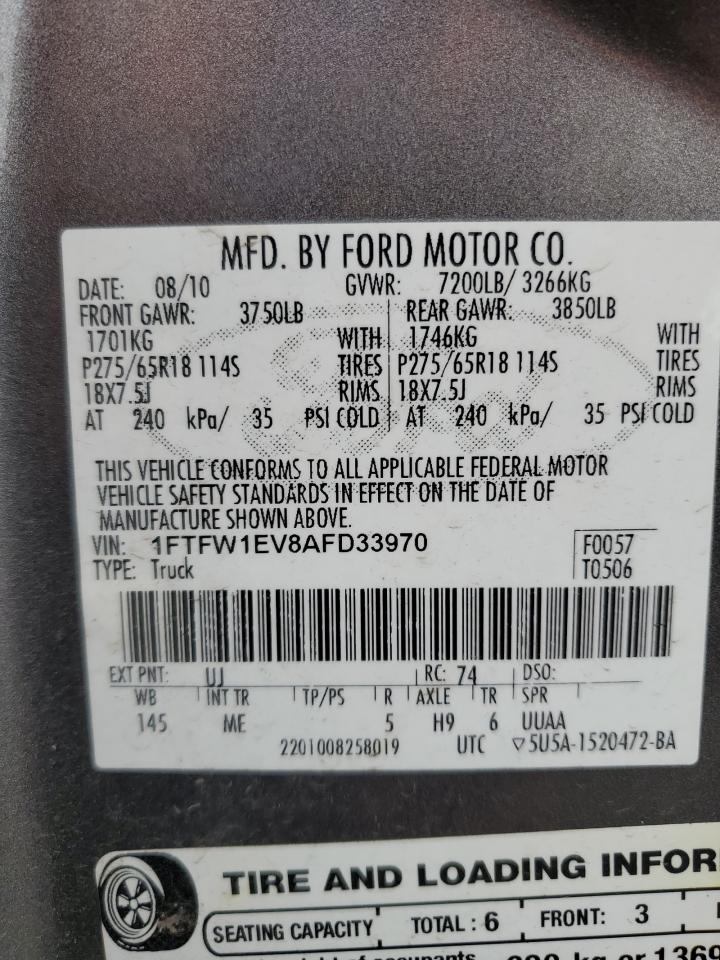 MFD. BY FORD MOTOR CO.
DATE: 08/10 GVWR: 7200LB/ 3266KG
FRONT GAWR: 3750LB REAR GAWR: 3850LB
1701KG WITH 1746KG WITH
P275/65R18 114S TIRES P275/65R18 114S TIRES
18X7.5J RIMS 18X7.5J RIMS
AT 240 kPa/ 35 PSI COLD AT 240 kPa/ 35 PSI COLD
THIS VEHICLE CONFORMS TO ALL APPLICABLE FEDERAL MOTOR
VEHICLE SAFETY STANDARDS IN EFFECT ON THE DATE OF
MANUFACTURE SHOWN ABOVE.
VIN: 1FTFW1EV8AFD33970 F0057
TYPE: Truck T0506
EXT PNT: UJ RC: 74 DSO:
WB INT TR TP/PS R AXLE TR SPR
145 ME 5 H9 6 UUAA
2201008258019 UTC ▽5U5A-1520472-BA
TIRE AND LOADING INFOR
SEATING CAPACITY TOTAL : 6 FRONT: 3